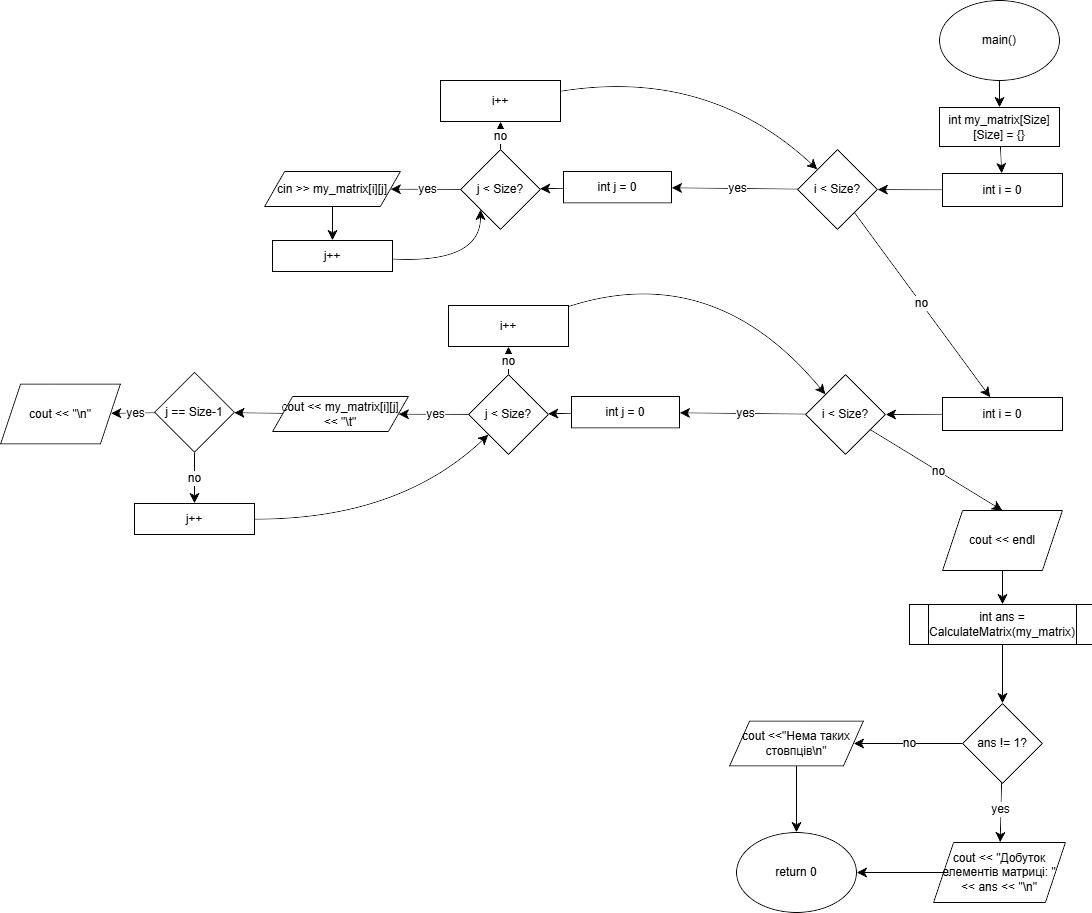 main()
int my_matrix[Size]
[Size] = {}
int i = 0
i < Size?
yes
int j = 0
j < Size?
no
i++
yes
cin >> my_matrix[i][j]
j++
no
int i = 0
i < Size?
yes
int j = 0
j < Size?
no
i++
yes
cout << my_matrix[i][j]
<< "\t"
j == Size-1
yes
cout << "\n"
no
j++
no
cout << endl
int ans =
CalculateMatrix(my_matrix)
ans != 1?
no
cout <<"Нема таких
стовпців\n"
yes
cout << "Добуток
елементів матриці: "
<< ans << "\n"
return 0